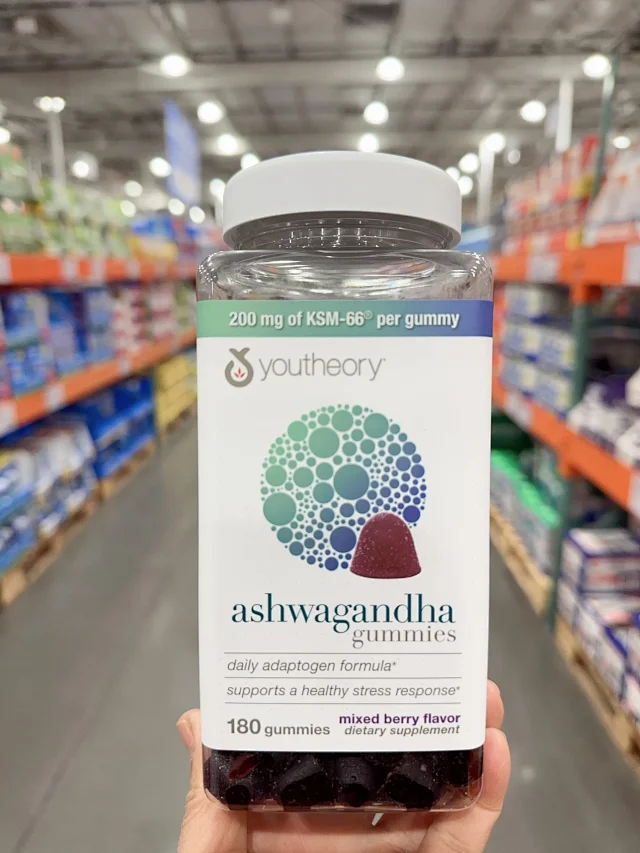 200 mg of KSM-66® per gummy
youtheory™
ashwagandha
gummies
daily adaptogen formula*
supports a healthy stress response*
180 gummies
mixed berry flavor
dietary supplement